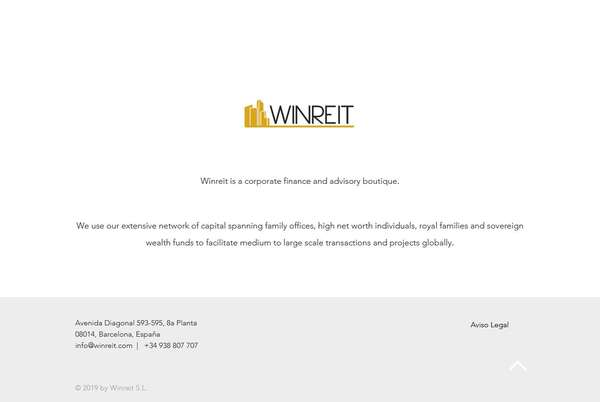 WINREIT
Winreit is a corporate finance and advisory boutique.
We use our extensive network of capital spanning family offices, high net worth individuals, royal families and sovereign
wealth funds to facilitate medium to large scale transactions and projects globally.
Avenida Diagonal 593-595, 8a Planta
08014, Barcelona, España
info@winreit.com | +34 938 807 707
Aviso Legal
© 2019 by Winreit S.L.